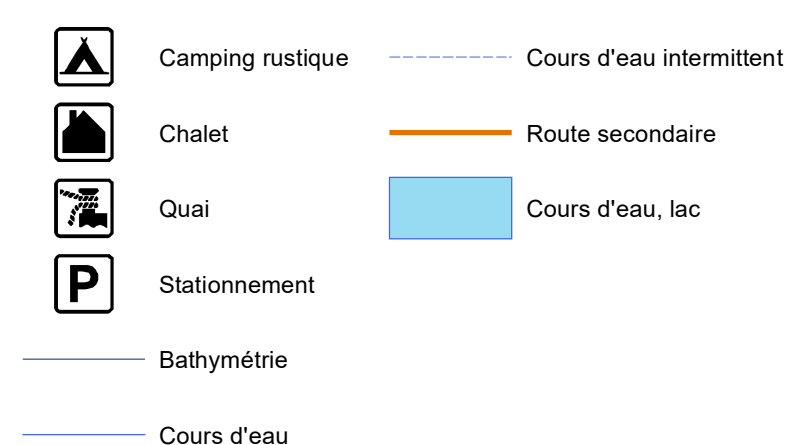 Camping rustique
Chalet
Quai
P
Stationnement
Bathymétrie
Cours d'eau
Cours d'eau intermittent
Route secondaire
Cours d'eau, lac